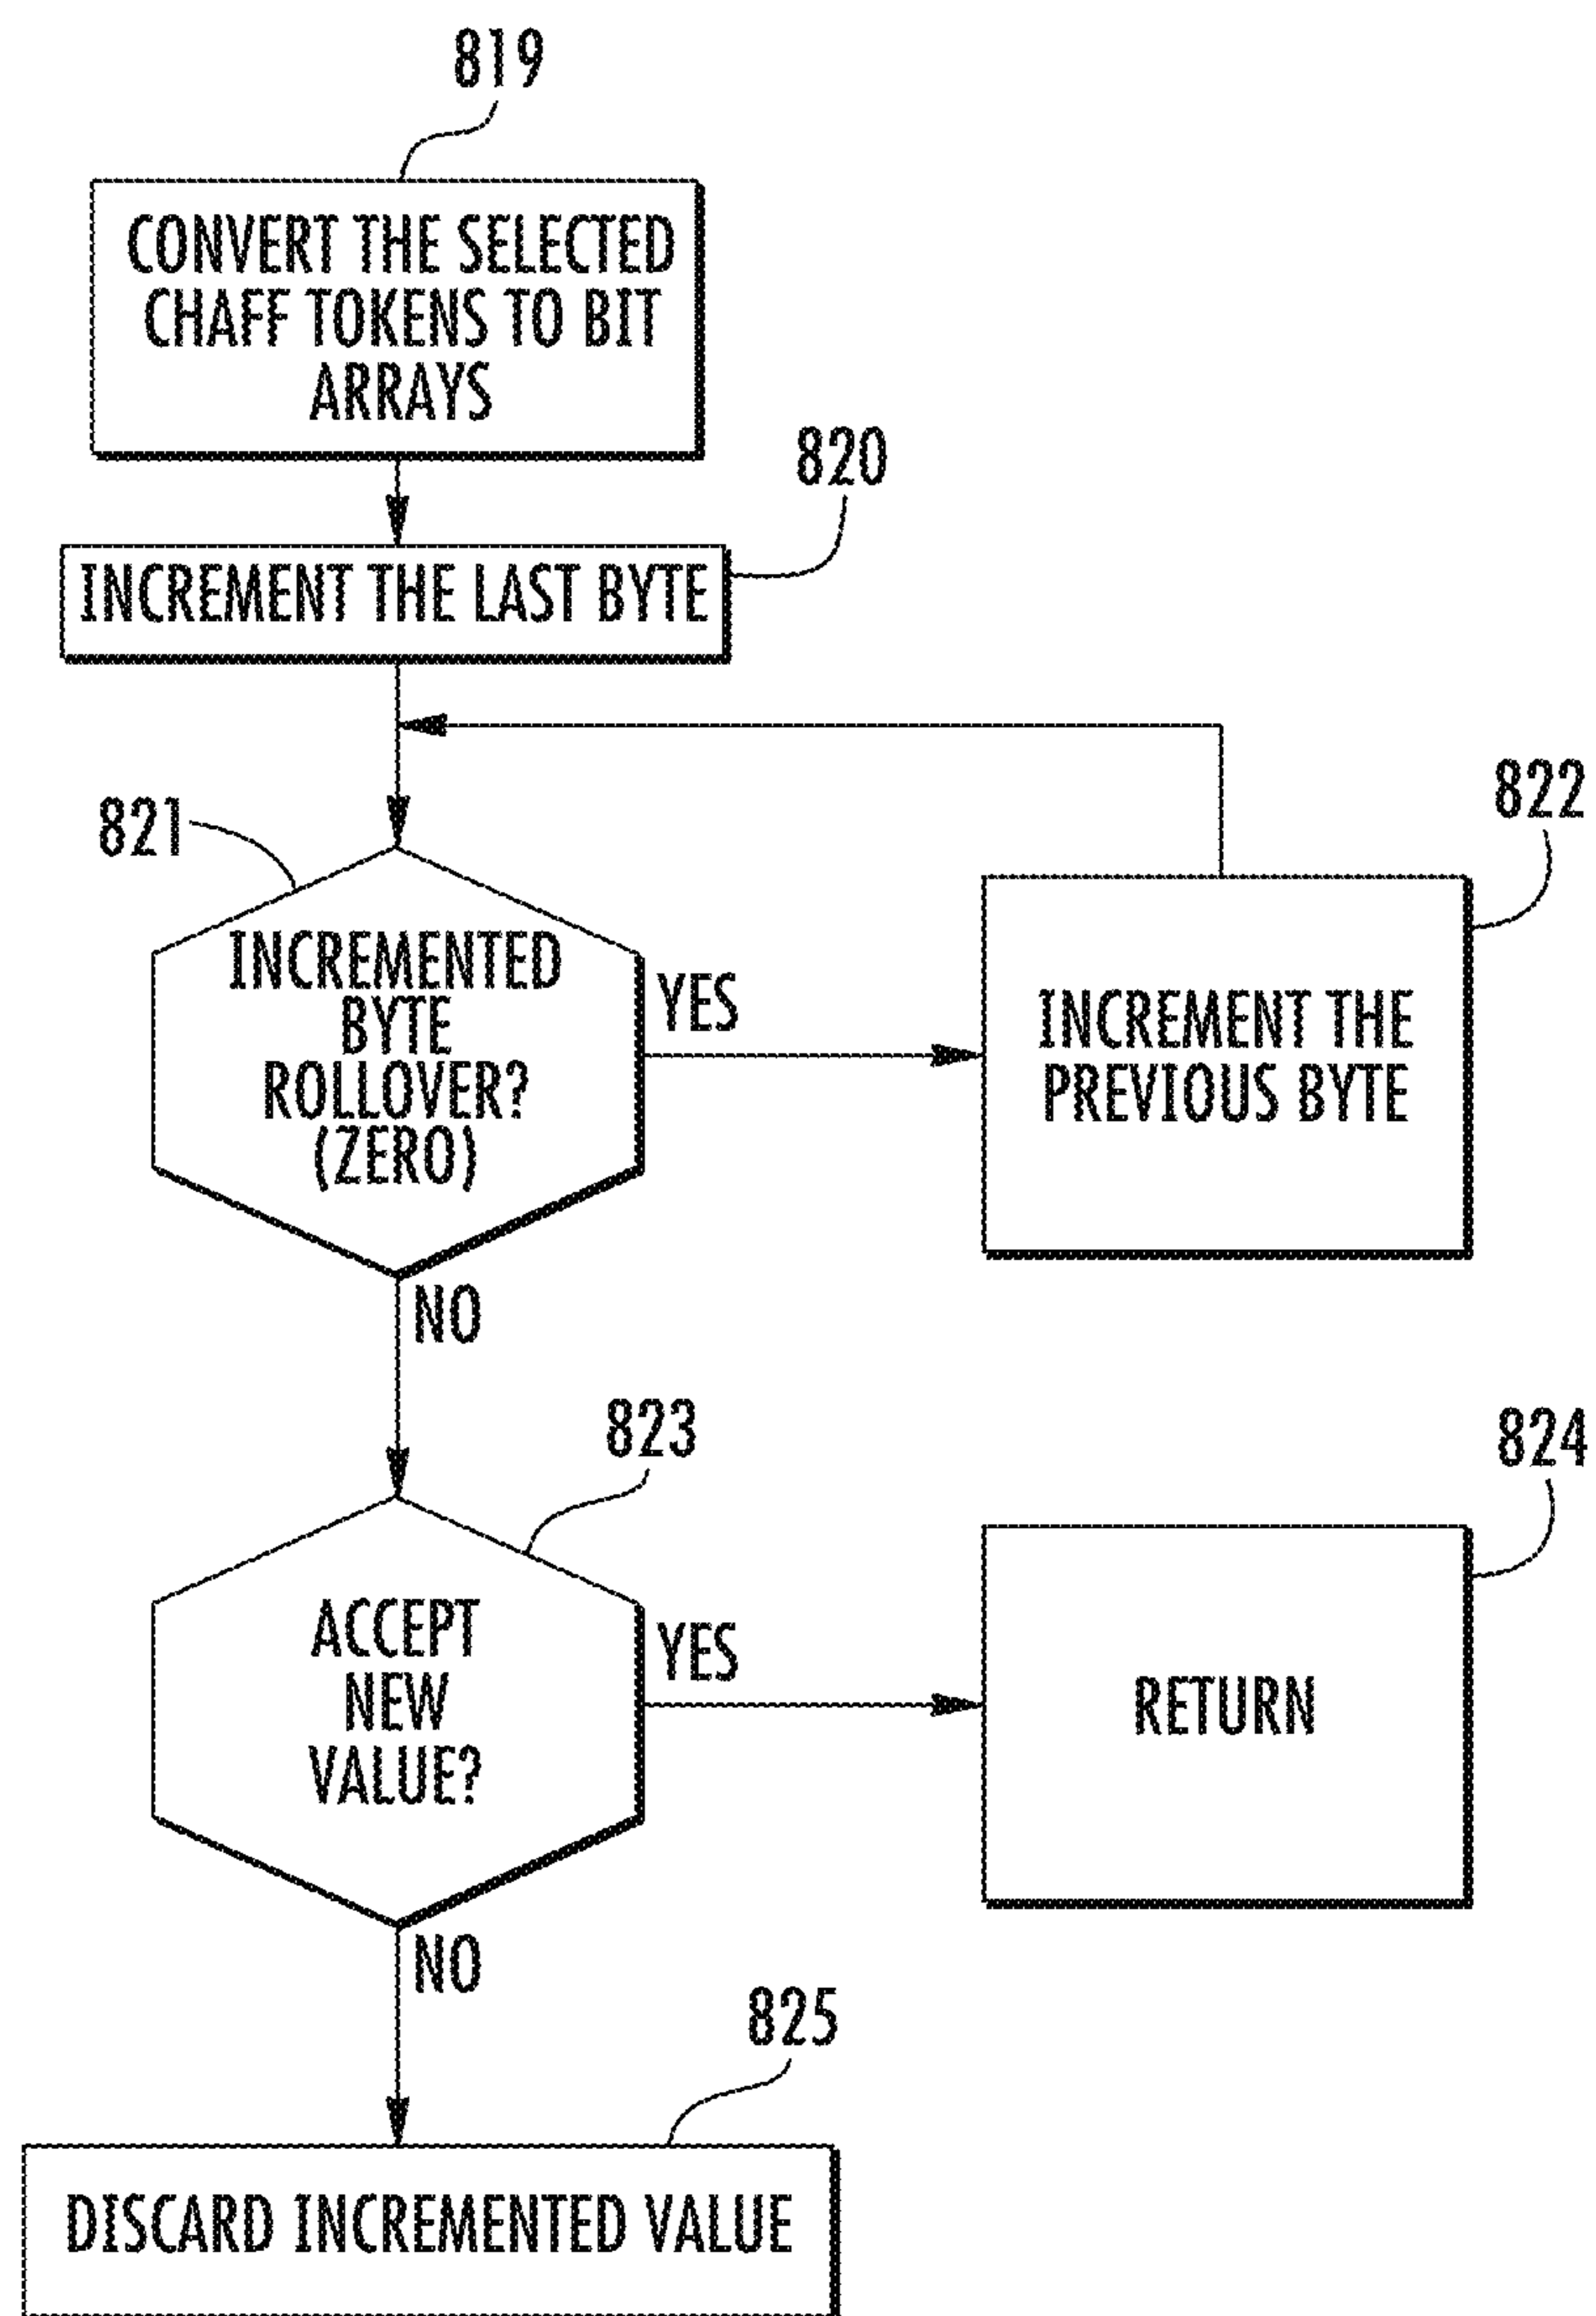 819
CONVERT THE SELECTED
CHAFF TOKENS TO BIT
ARRAYS
820
INCREMENT THE LAST BYTE
821
822
INCREMENTED
BYTE
ROLLOVER?
(ZERO)
YES
INCREMENT THE
PREVIOUS BYTE
NO
823
824
ACCEPT
NEW
VALUE?
YES
RETURN
NO
825
DISCARD INCREMENTED VALUE